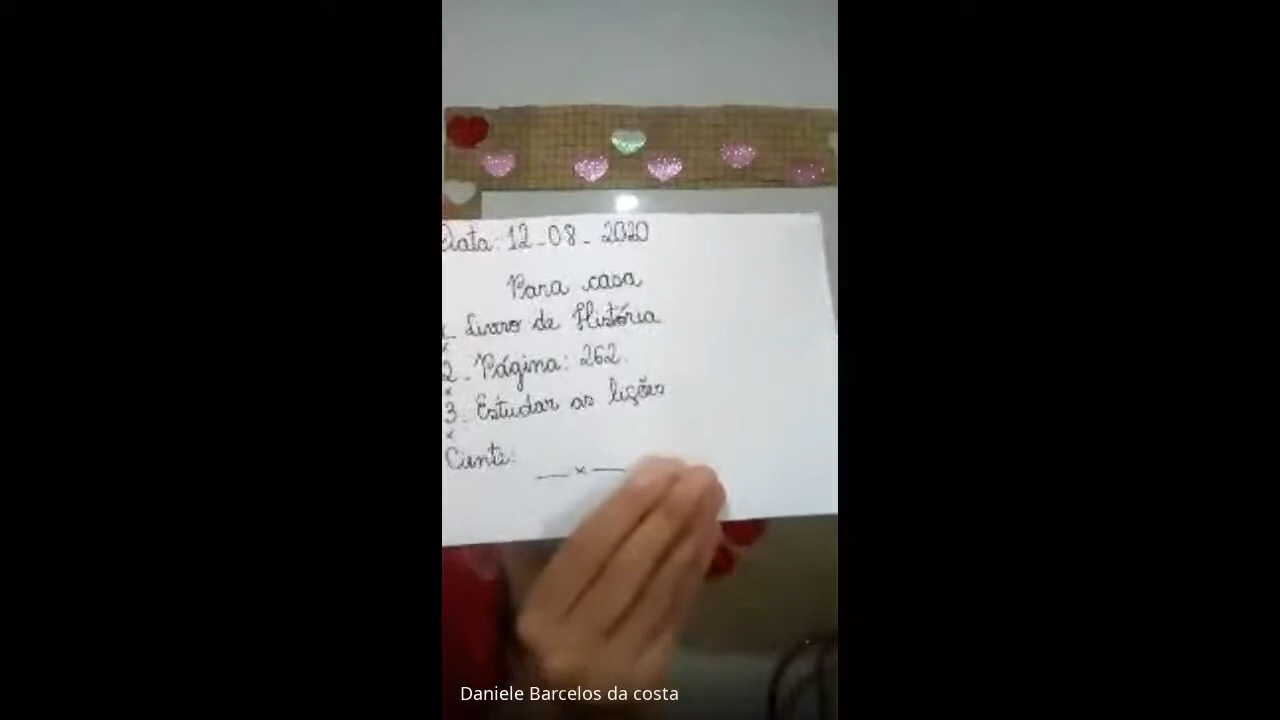 Data: 12-08-2020
Para casa
Livro de História
2- Página: 262.
3- Estudar as lições
Ciente:
—x—
Daniele Barcelos da costa